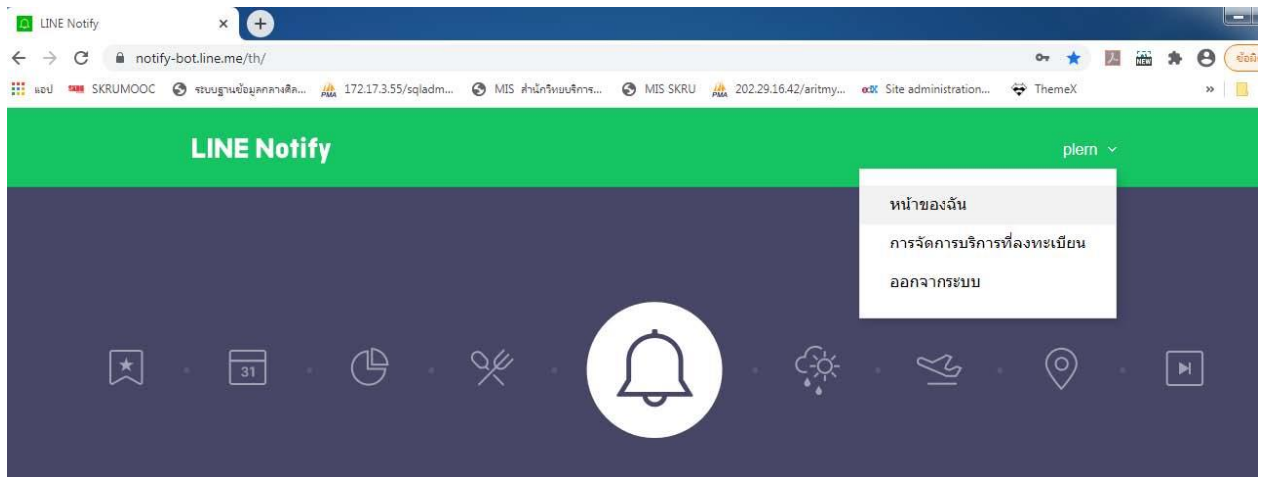 LINE Notify
notify-bot.line.me/th/
แอป SKRUMOOC ระบบฐานข้อมูลกลางศิล... 172.17.3.55/sqladm... MIS สำนักวิทยบริการ... MIS SKRU 202.29.16.42/aritmy... Site administration... ThemeX »
LINE Notify plern
หน้าของฉัน
การจัดการบริการที่ลงทะเบียน
ออกจากระบบ
31